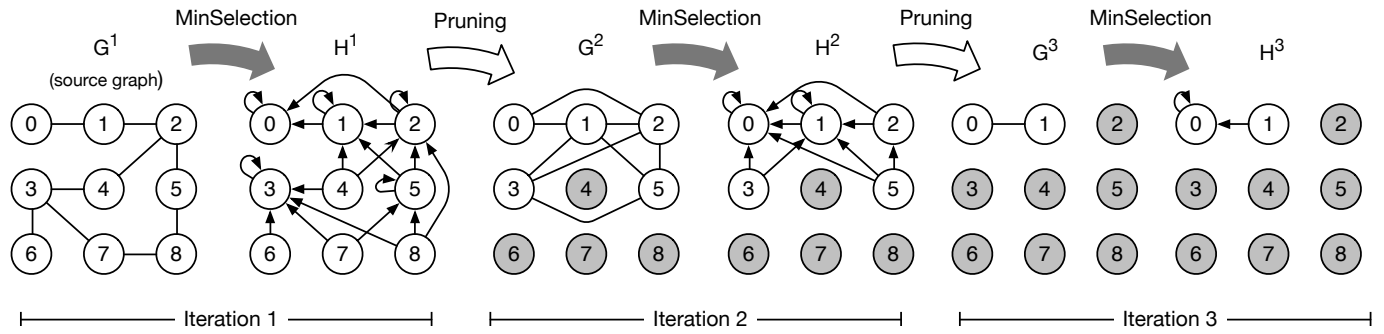 MinSelection Pruning MinSelection Pruning MinSelection
G¹ H¹ G² H² G³ H³
(source graph)
0 1 2 0 1 2 0 1 2 0 1 2 0 1 2 0 1 2
3 4 5 3 4 5 3 4 5 3 4 5 3 4 5 3 4 5
6 7 8 6 7 8 6 7 8 6 7 8 6 7 8 6 7 8
Iteration 1 Iteration 2 Iteration 3